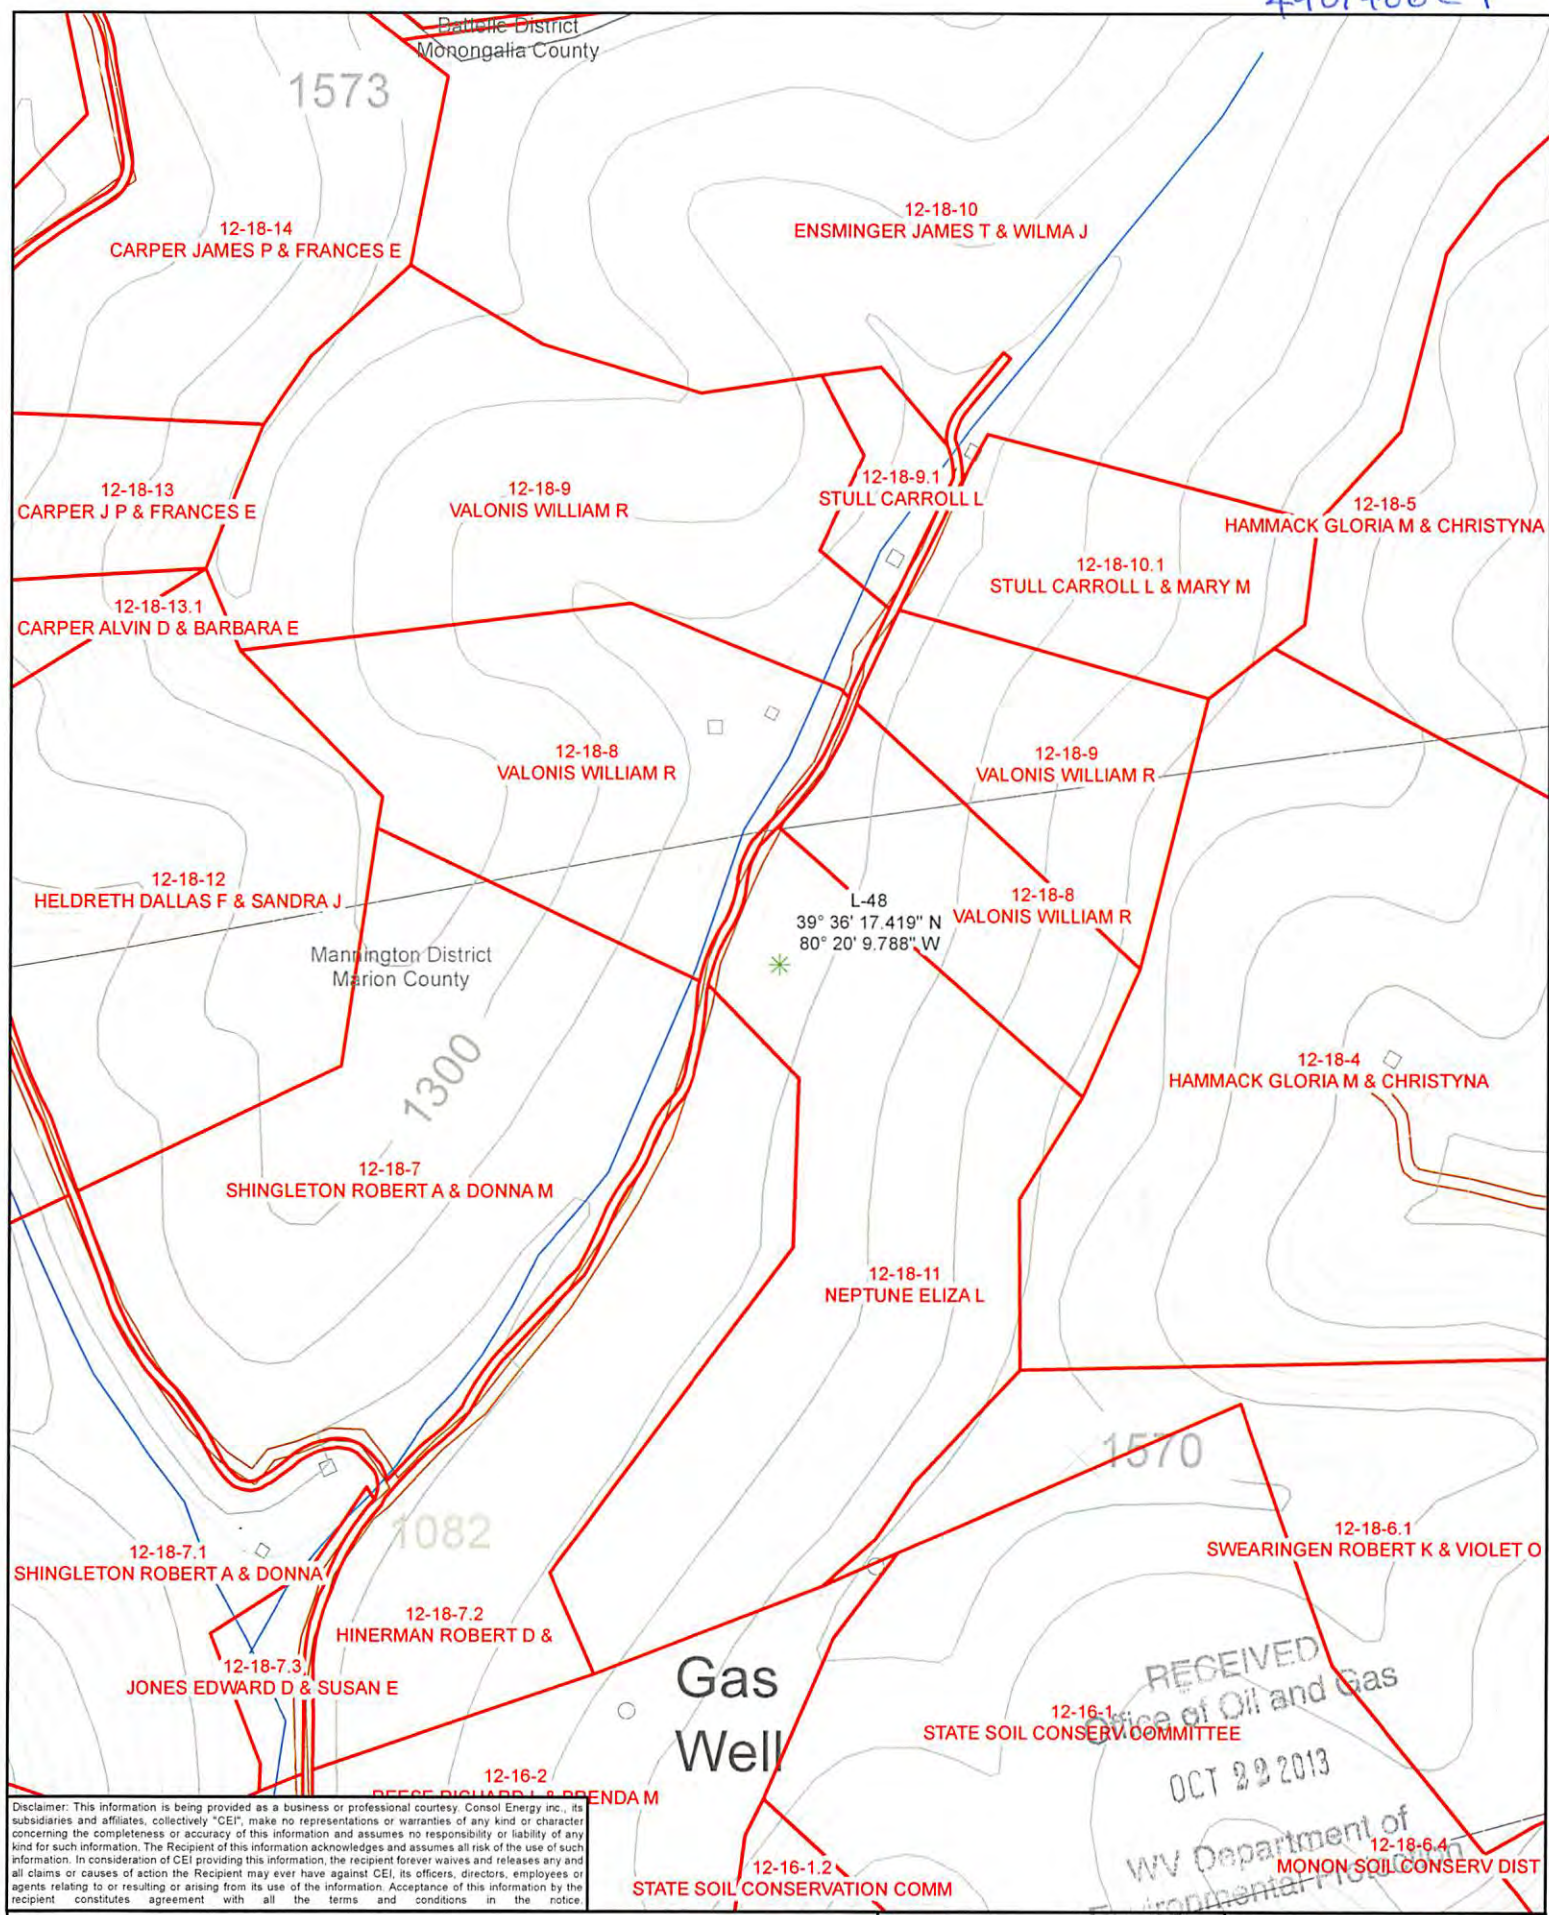 Battelle District
Monongalia County
1573
12-18-10
ENSMINGER JAMES T & WILMA J
12-18-14
CARPER JAMES P & FRANCES E
12-18-13
CARPER J P & FRANCES E
12-18-9
VALONIS WILLIAM R
12-18-9.1
STULL CARROLL L
12-18-5
HAMMACK GLORIA M & CHRISTYNA
12-18-10.1
STULL CARROLL L & MARY M
12-18-13.1
CARPER ALVIN D & BARBARA E
12-18-8
VALONIS WILLIAM R
12-18-9
VALONIS WILLIAM R
12-18-12
HELDRETH DALLAS F & SANDRA J
L-48
39° 36' 17.419" N
80° 20' 9.788" W
12-18-8
VALONIS WILLIAM R
Mannington District
Marion County
1300
12-18-4
HAMMACK GLORIA M & CHRISTYNA
12-18-7
SHINGLETON ROBERT A & DONNA M
12-18-11
NEPTUNE ELIZA L
1570
1082
12-18-7.1
SHINGLETON ROBERT A & DONNA
12-18-6.1
SWEARINGEN ROBERT K & VIOLET O
12-18-7.2
HINERMAN ROBERT D &
12-18-7.3
JONES EDWARD D & SUSAN E
Gas
Well
12-16-1
STATE SOIL CONSERV COMMITTEE
RECEIVED
Office of Oil and Gas
OCT 22 2013
WV Department of
Environmental Protection
12-16-2
REESE RICHARD L & BRENDA M
12-18-6.4
MONON SOIL CONSERV DIST
12-16-1.2
STATE SOIL CONSERVATION COMM
Disclaimer: This information is being provided as a business or professional courtesy. Consol Energy inc., its
subsidiaries and affiliates, collectively "CEI", make no representations or warranties of any kind or character
concerning the completeness or accuracy of this information and assumes no responsibility or liability of any
kind for such information. The Recipient of this information acknowledges and assumes all risk of the use of such
information. In consideration of CEI providing this information, the recipient forever waives and releases any and
all claims or causes of action the Recipient may ever have against CEI, its officers, directors, employees or
agents relating to or resulting or arising from its use of the information. Acceptance of this information by the
recipient constitutes agreement with all the terms and conditions in the notice.